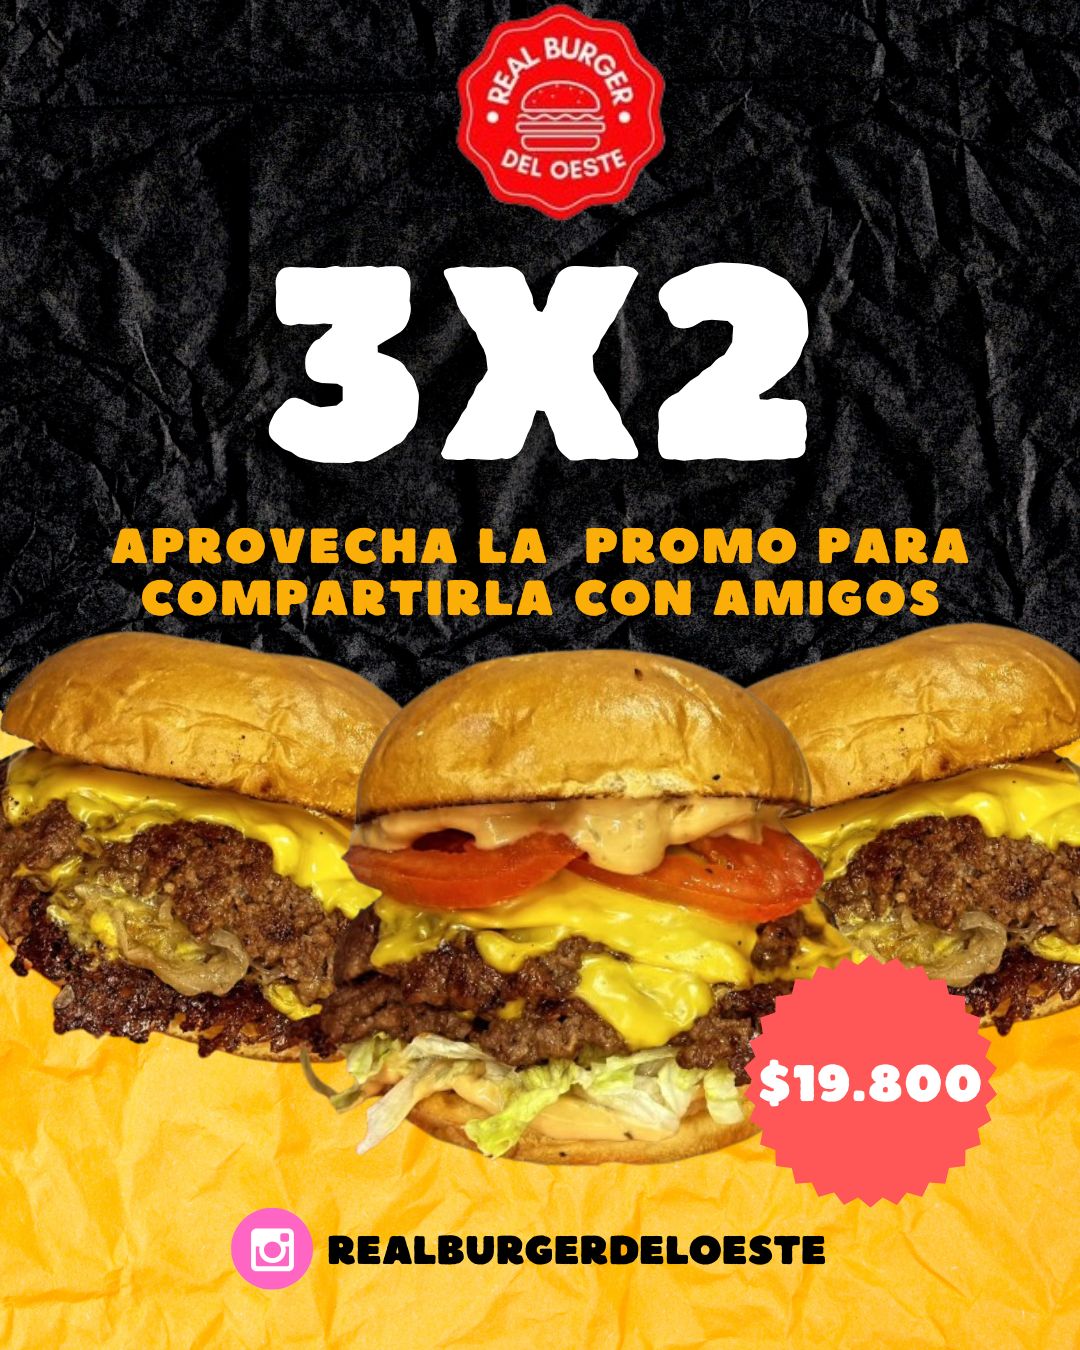 REAL BURGER
DEL OESTE
3X2
APROVECHA LA PROMO PARA
COMPARTIRLA CON AMIGOS
$19.800
REALBURGERDELOESTE